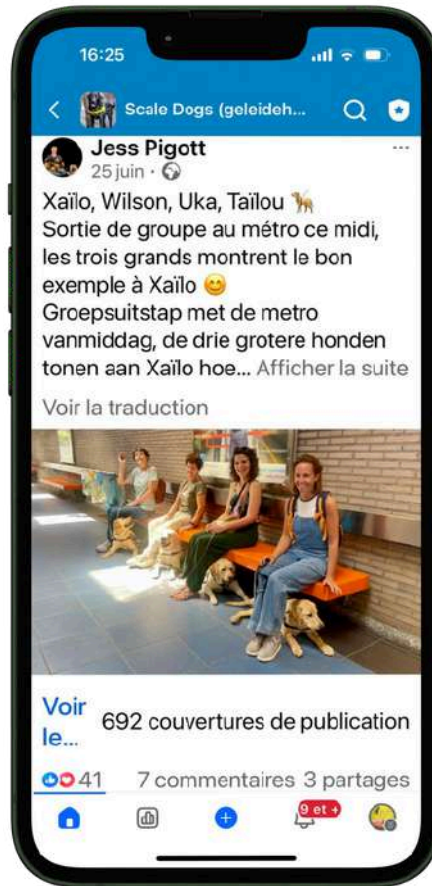 16:25
Scale Dogs (geleideh...
Jess Pigott
25 juin ·
Xaïlo, Wilson, Uka, Taïlou
Sortie de groupe au métro ce midi,
les trois grands montrent le bon
exemple à Xaïlo
Groepsuitstap met de metro
vanmiddag, de drie grotere honden
tonen aan Xaïlo hoe... Afficher la suite
Voir la traduction
Voir
le...
692 couvertures de publication
41 7 commentaires 3 partages
9 et +